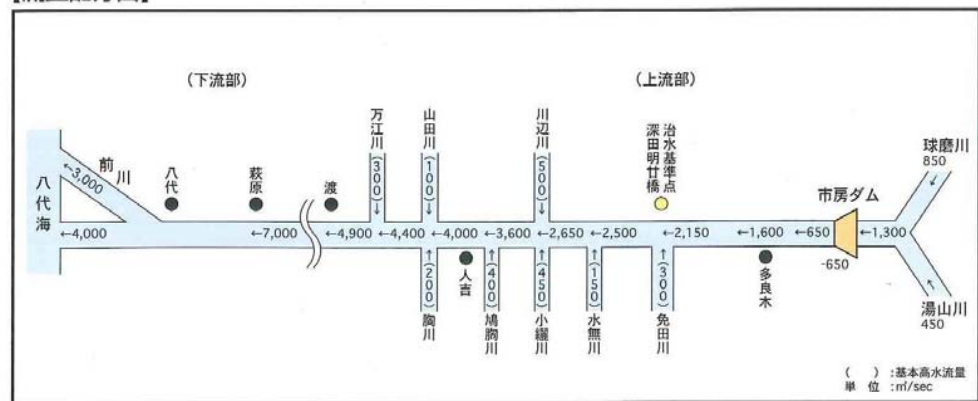 (下流部)
(上流部)
八代海
前川
←3,000
←4,000
八代
萩原
←7,000
渡
←4,900
万江川
(300)→
←4,400
山田川
(100)→
(200)→
胸川
←4,000
人吉
(400)→
鳩胸川
←3,600
川辺川
(500)→
(450)→
小纚川
←2,650
(150)→
水無川
←2,500
治水基準点
深田明廿橋
(300)→
免田川
←2,150
←1,600
多良木
←650
市房ダム
-650
←1,300
球磨川
850
←
湯山川
450
←
( ):基本高水流量
単 位:㎥/sec